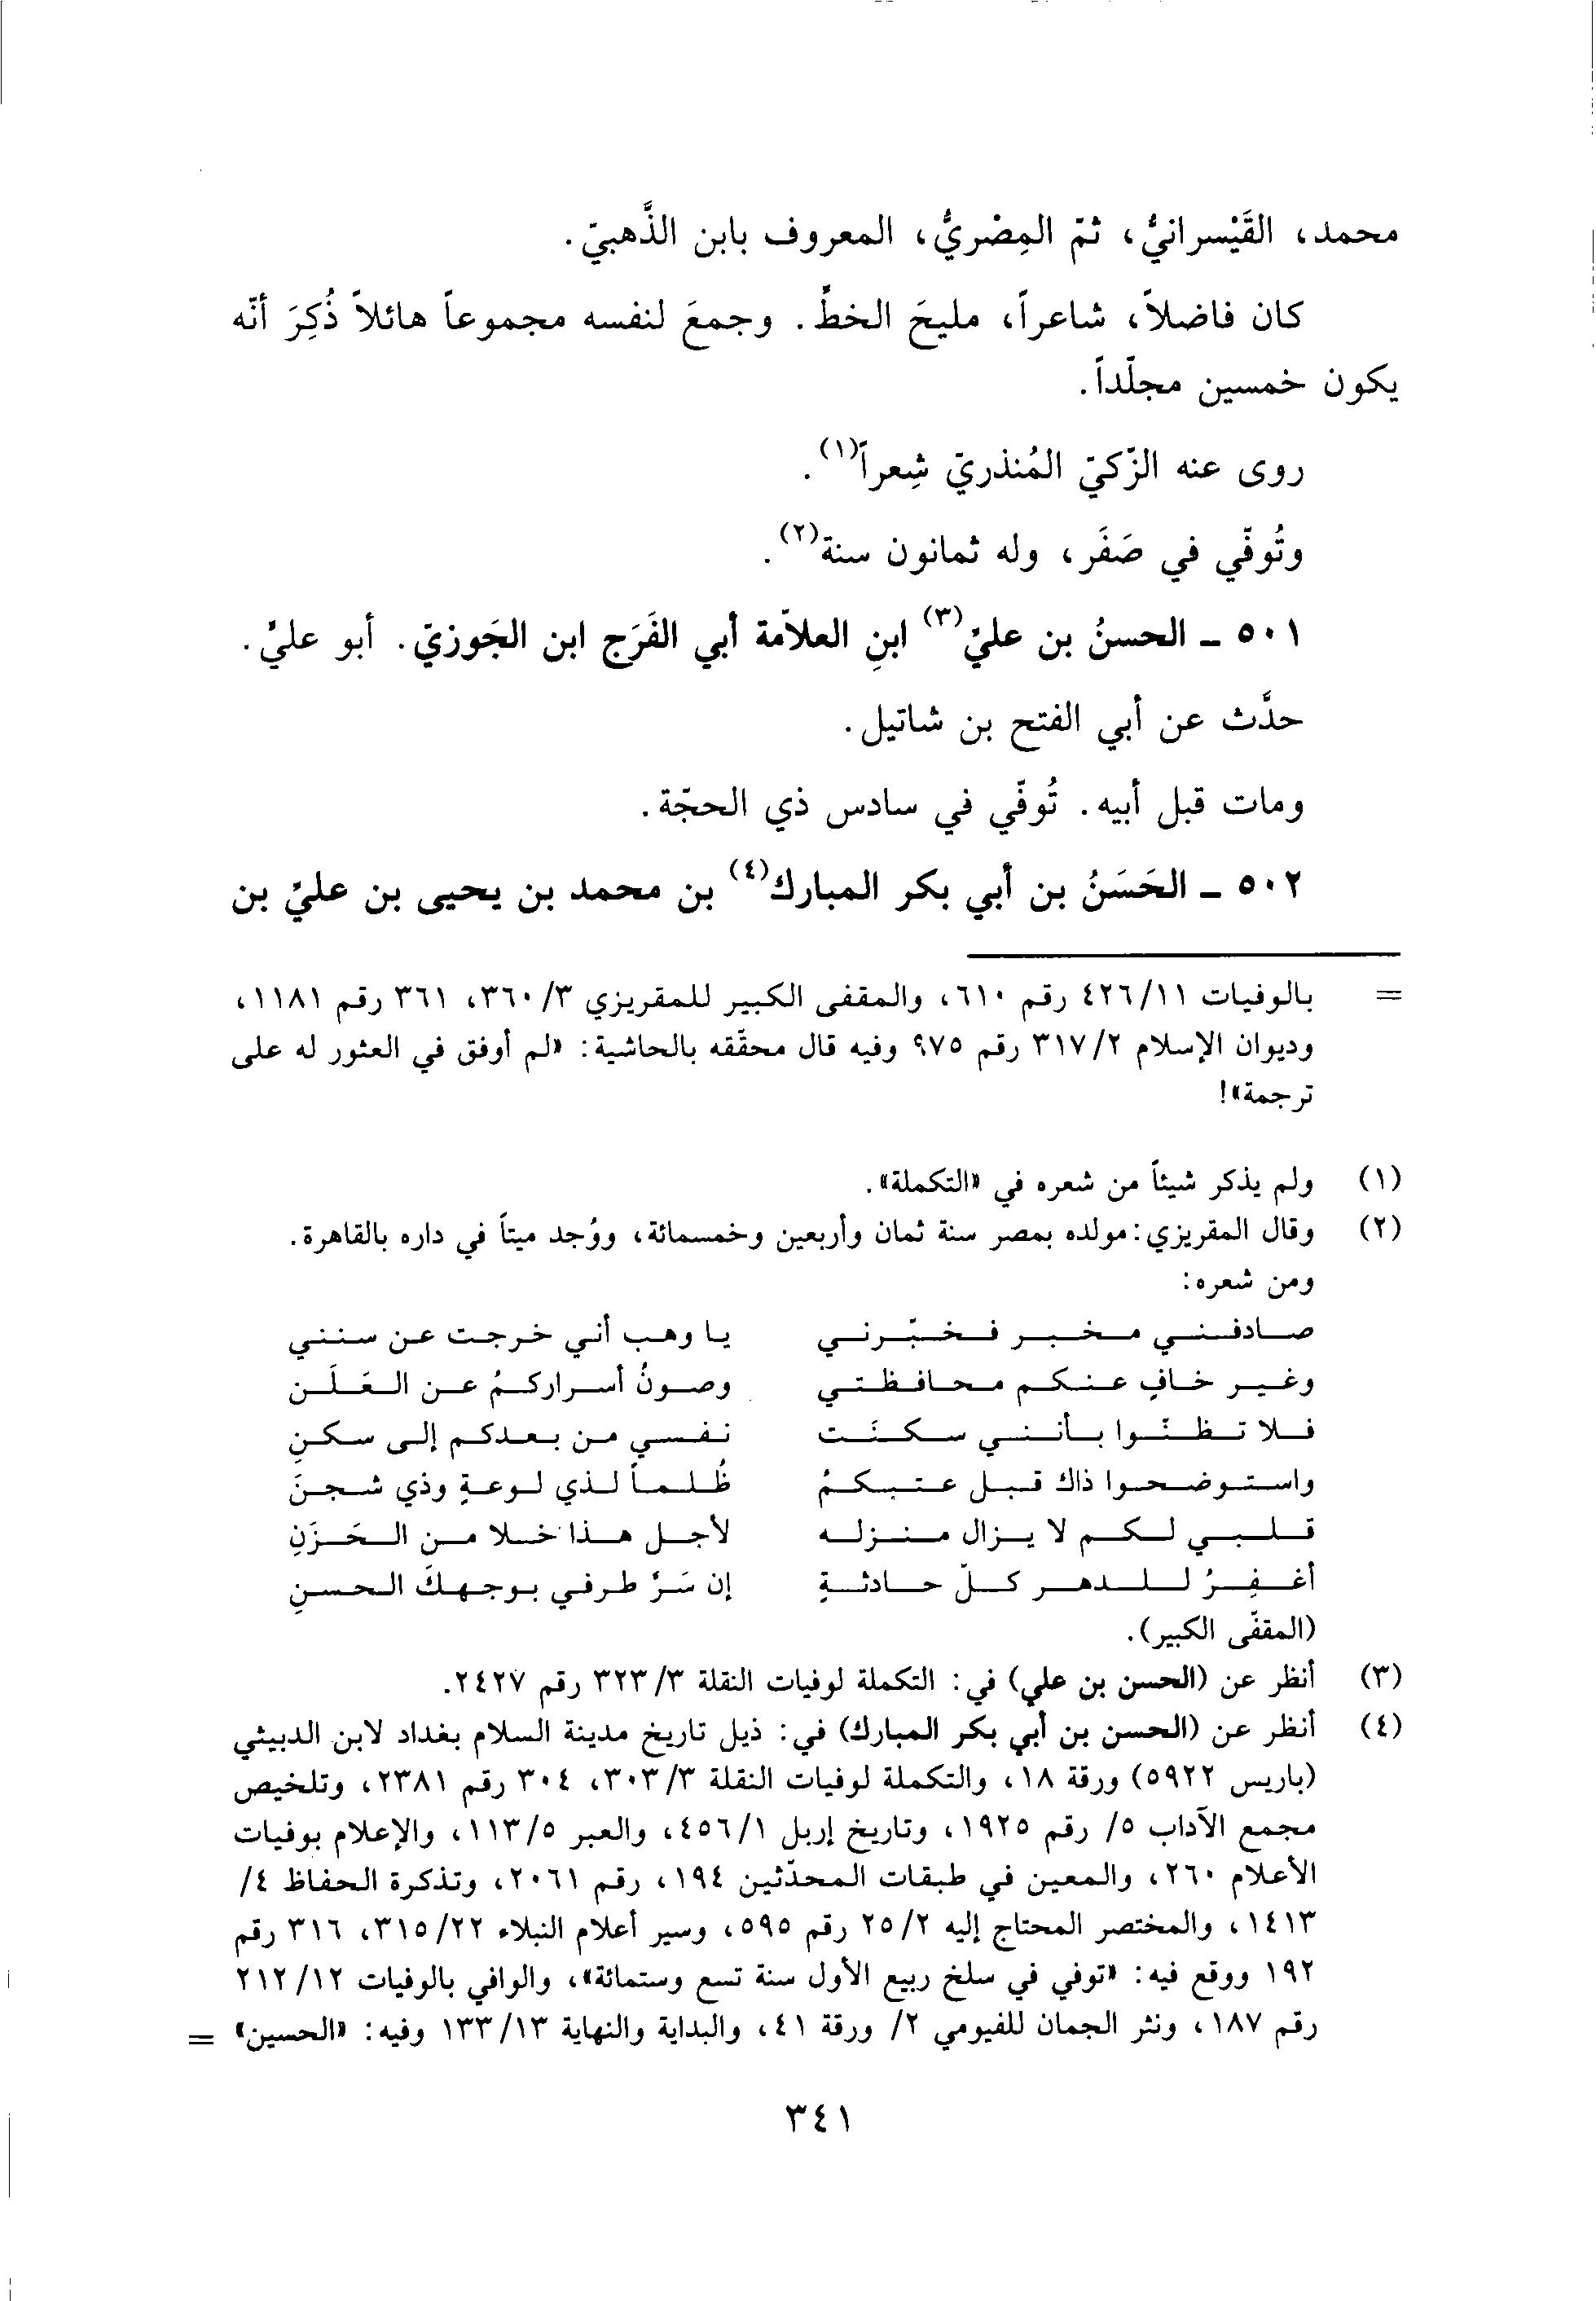 محمد، القَيْسرانيُّ، ثمّ المِصْريُّ، المعروف بابن الذَّهبيّ.
كان فاضلاً، شاعراً، مليحَ الخطّ. وجمعَ لنفسه مجموعاً هائلاً ذُكِرَ أنّه
يكون خمسين مجلّداً.
روى عنه الزّكيّ المُنذريّ شِعراً(١).
وتُوفّي في صَفَر، وله ثمانون سنة(٢).
٥٠١ - الحسنُ بن عليّ(٣) ابنِ العلاّمة أبي الفَرَج ابن الجَوزيّ. أبو عليّ.
حدَّث عن أبي الفتح بن شاتيل.
ومات قبل أبيه. تُوفّي في سادس ذي الحجّة.
٥٠٢ - الحَسَنُ بن أبي بكر المبارك(٤) بن محمد بن يحيى بن عليّ بن
= بالوفيات ٤٢٦/١١ رقم ٦١٠، والمقفى الكبير للمقريزي ٣٦٠/٣، ٣٦١ رقم ١١٨١،
وديوان الإسلام ٣١٧/٢ رقم ٩٧٥ وفيه قال محقّقه بالحاشية: «لم أوفق في العثور له على
ترجمة»!
(١) ولم يذكر شيئاً من شعره في «التكملة».
(٢) وقال المقريزي: مولده بمصر سنة ثمان وأربعين وخمسمائة، ووُجد ميتاً في داره بالقاهرة.
ومن شعره:
صادفني مخبر فخبّرني يا وهب أني خرجت عن سنني
وغير خافٍ عنكم محافظتي وصونُ أسراركمُ عن العَلَن
فلا تظنّوا بأنني سكنَت نفسي من بعدكم إلى سكنِ
واستوضحوا ذاك قبل عتبكمُ ظُلماً لذي لوعةٍ وذي شجنَ
قلبي لكم لا يزال منزله لأجل هذا خلا من الحَزَنِ
أغفِرُ للدهر كلّ حادثةٍ إن سَرّ طرفي بوجهكَ الحسنِ
(المقفّى الكبير).
(٣) أنظر عن (الحسن بن علي) في: التكملة لوفيات النقلة ٣٢٣/٣ رقم ٢٤٢٧.
(٤) أنظر عن (الحسن بن أبي بكر المبارك) في: ذيل تاريخ مدينة السلام بغداد لابن الدبيثي
(باريس ٥٩٢٢) ورقة ١٨، والتكملة لوفيات النقلة ٣٠٣/٣، ٣٠٤ رقم ٢٣٨١، وتلخيص
مجمع الآداب ٥/ رقم ١٩٢٥، وتاريخ إربل ٤٥٦/١، والعبر ١١٣/٥، والإعلام بوفيات
الأعلام ٢٦٠، والمعين في طبقات المحدّثين ١٩٤، رقم ٢٠٦١، وتذكرة الحفاظ ٤/
١٤١٣، والمختصر المحتاج إليه ٢٥/٢ رقم ٥٩٥، وسير أعلام النبلاء ٣١٥/٢٢، ٣١٦ رقم
١٩٢ ووقع فيه: «توفي في سلخ ربيع الأول سنة تسع وستمائة»، والوافي بالوفيات ٢١٢/١٢
رقم ١٨٧، ونثر الجمان للفيومي ٢/ ورقة ٤١، والبداية والنهاية ١٣٣/١٣ وفيه: «الحسين» =
٣٤١